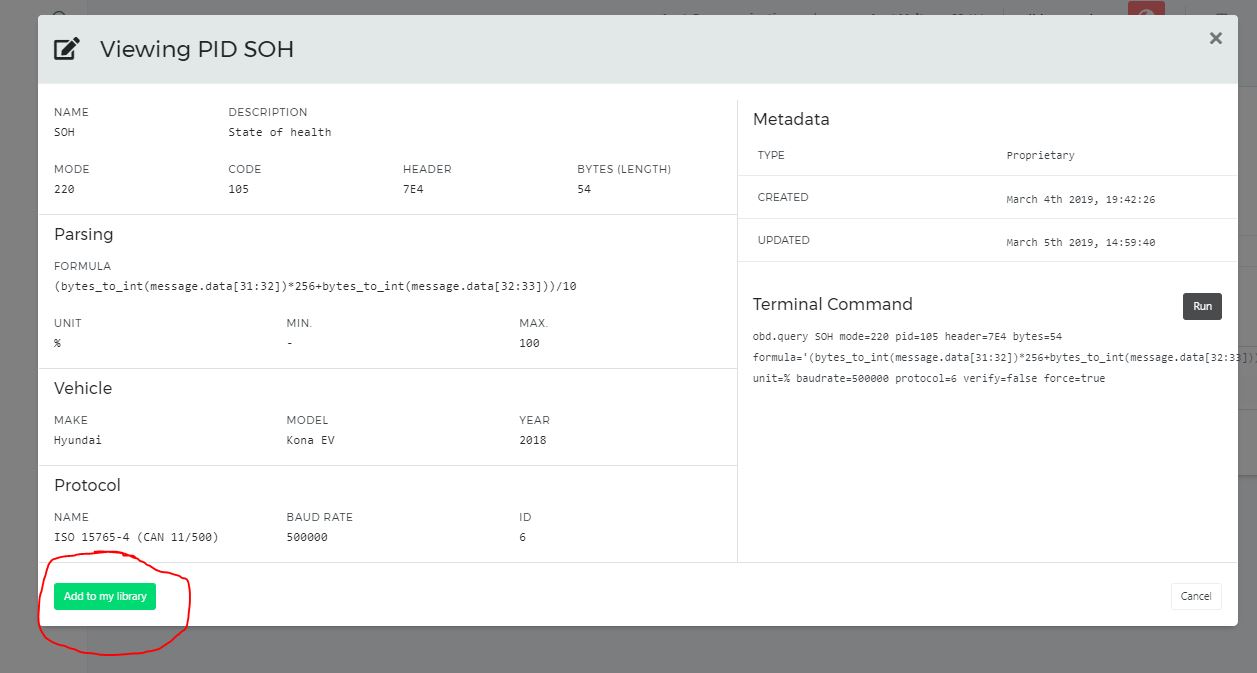 Viewing PID SOH
NAME DESCRIPTION
SOH State of health
MODE CODE HEADER BYTES (LENGTH)
220 105 7E4 54
Parsing
FORMULA
(bytes_to_int(message.data[31:32])*256+bytes_to_int(message.data[32:33]))/10
UNIT MIN. MAX.
% - 100
Vehicle
MAKE MODEL YEAR
Hyundai Kona EV 2018
Protocol
NAME BAUD RATE ID
ISO 15765-4 (CAN 11/500) 500000 6
Metadata
TYPE Proprietary
CREATED March 4th 2019, 19:42:26
UPDATED March 5th 2019, 14:59:40
Terminal Command Run
obd.query SOH mode=220 pid=105 header=7E4 bytes=54
formula='(bytes_to_int(message.data[31:32])*256+bytes_to_int(message.data[32:33]))
unit=% baudrate=500000 protocol=6 verify=false force=true
Add to my library Cancel